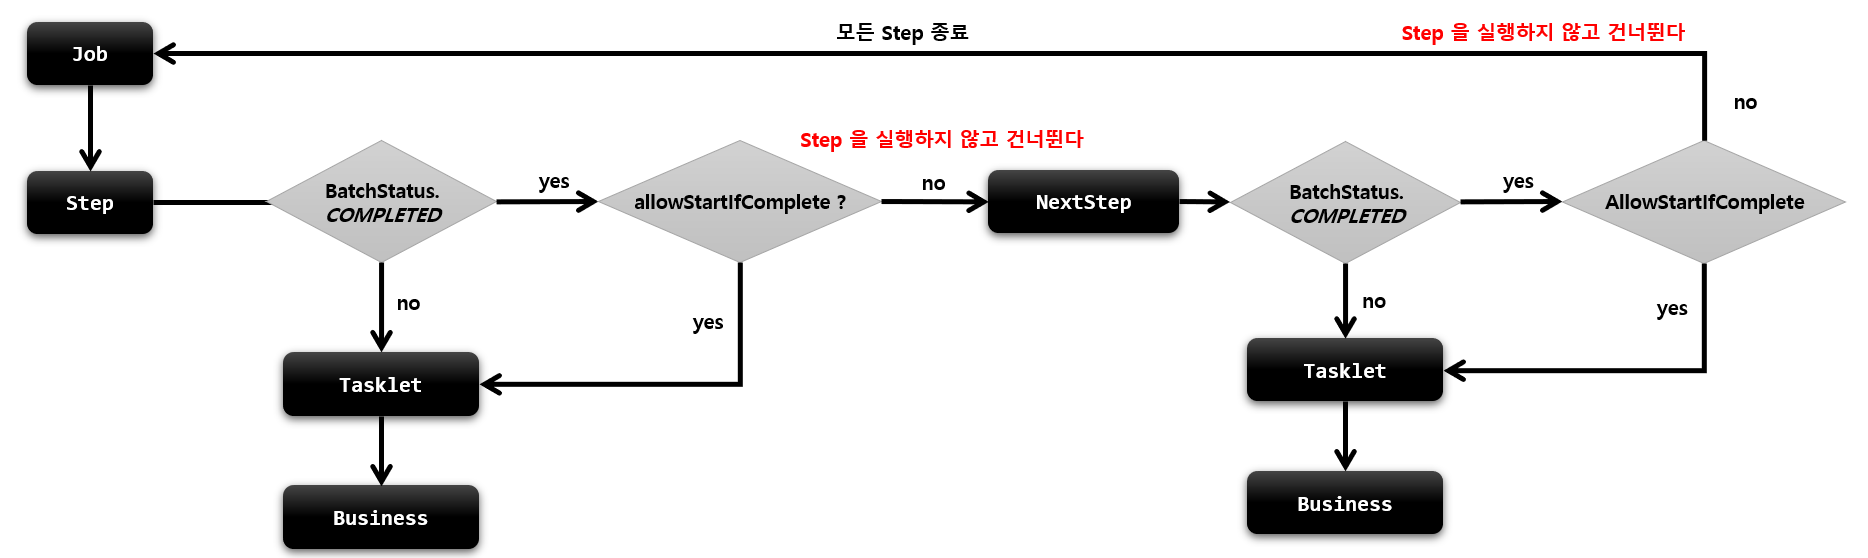 Job
모든 Step 종료
Step 을 실행하지 않고 건너뛴다
no
Step 을 실행하지 않고 건너뛴다
Step
BatchStatus.
COMPLETED
yes
allowStartIfComplete ?
no
NextStep
BatchStatus.
COMPLETED
yes
AllowStartIfComplete
no
yes
no
yes
Tasklet
Tasklet
Business
Business